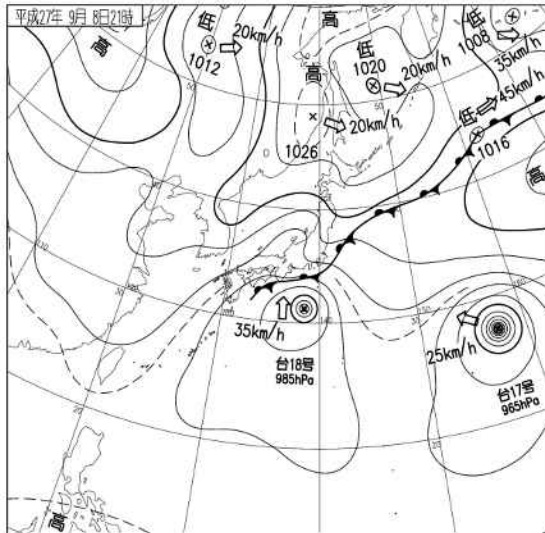 平成27年 9月 8日21時
低
1012
20km/h
高
高
低
1020
20km/h
低
1008
35km/h
1026
20km/h
低
45km/h
1016
高
35km/h
台18号
985hPa
25km/h
台17号
965hPa
140
高